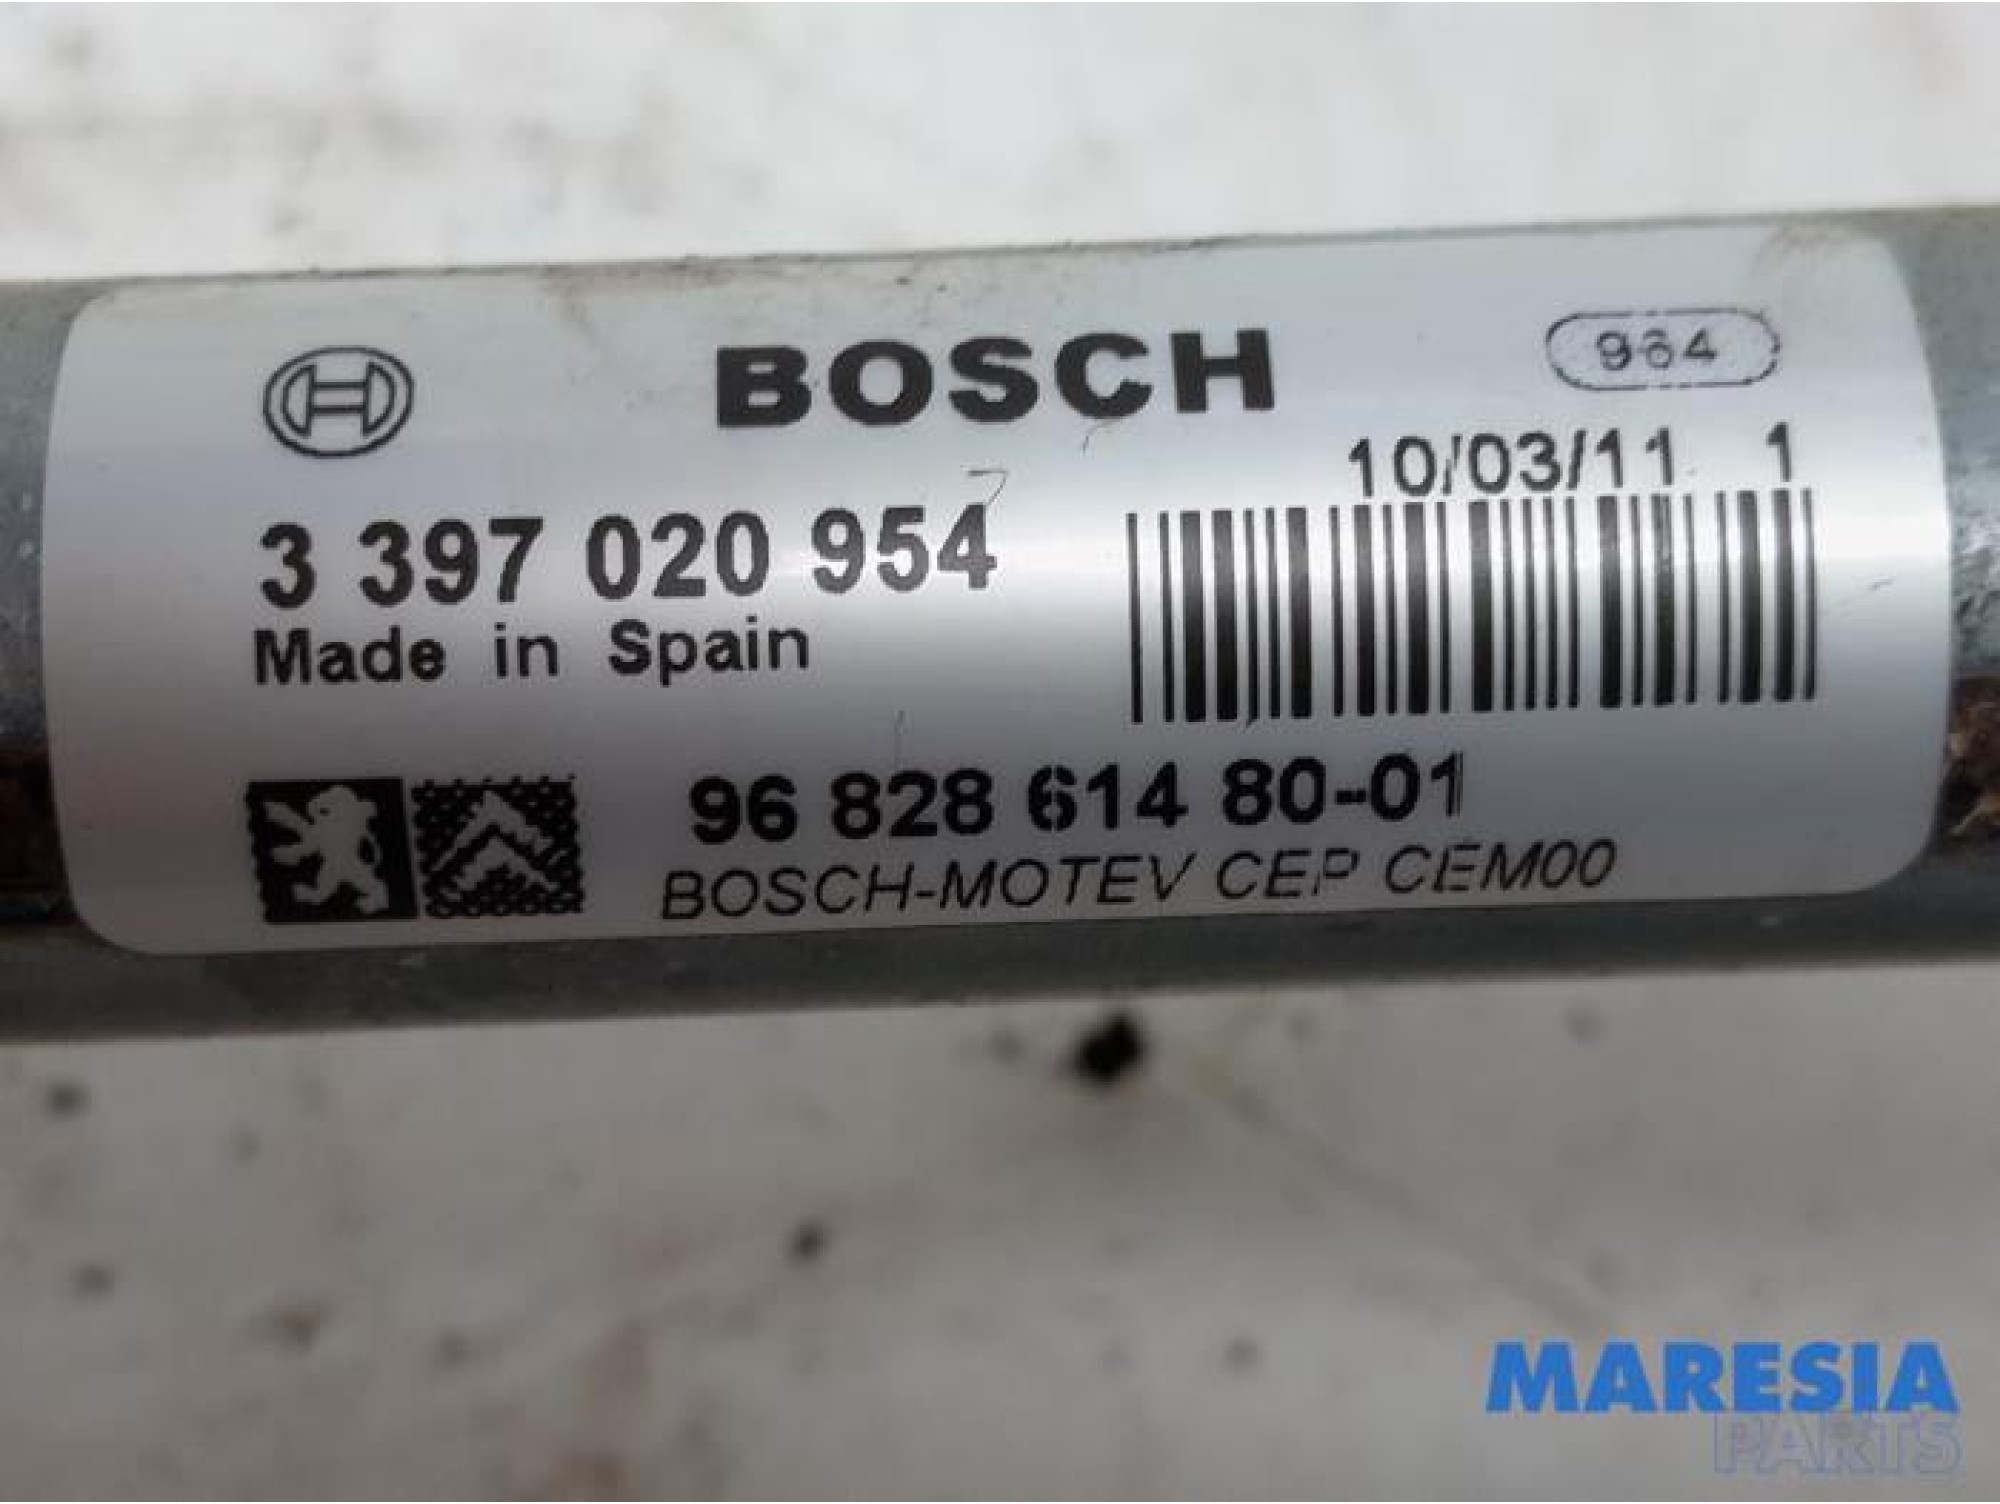 BOSCH
964
10/03/11 1
3 397 020 954
Made in Spain
96 828 614 80-01
BOSCH-MOTEV CEP CEM00
MARESIA
PARTS